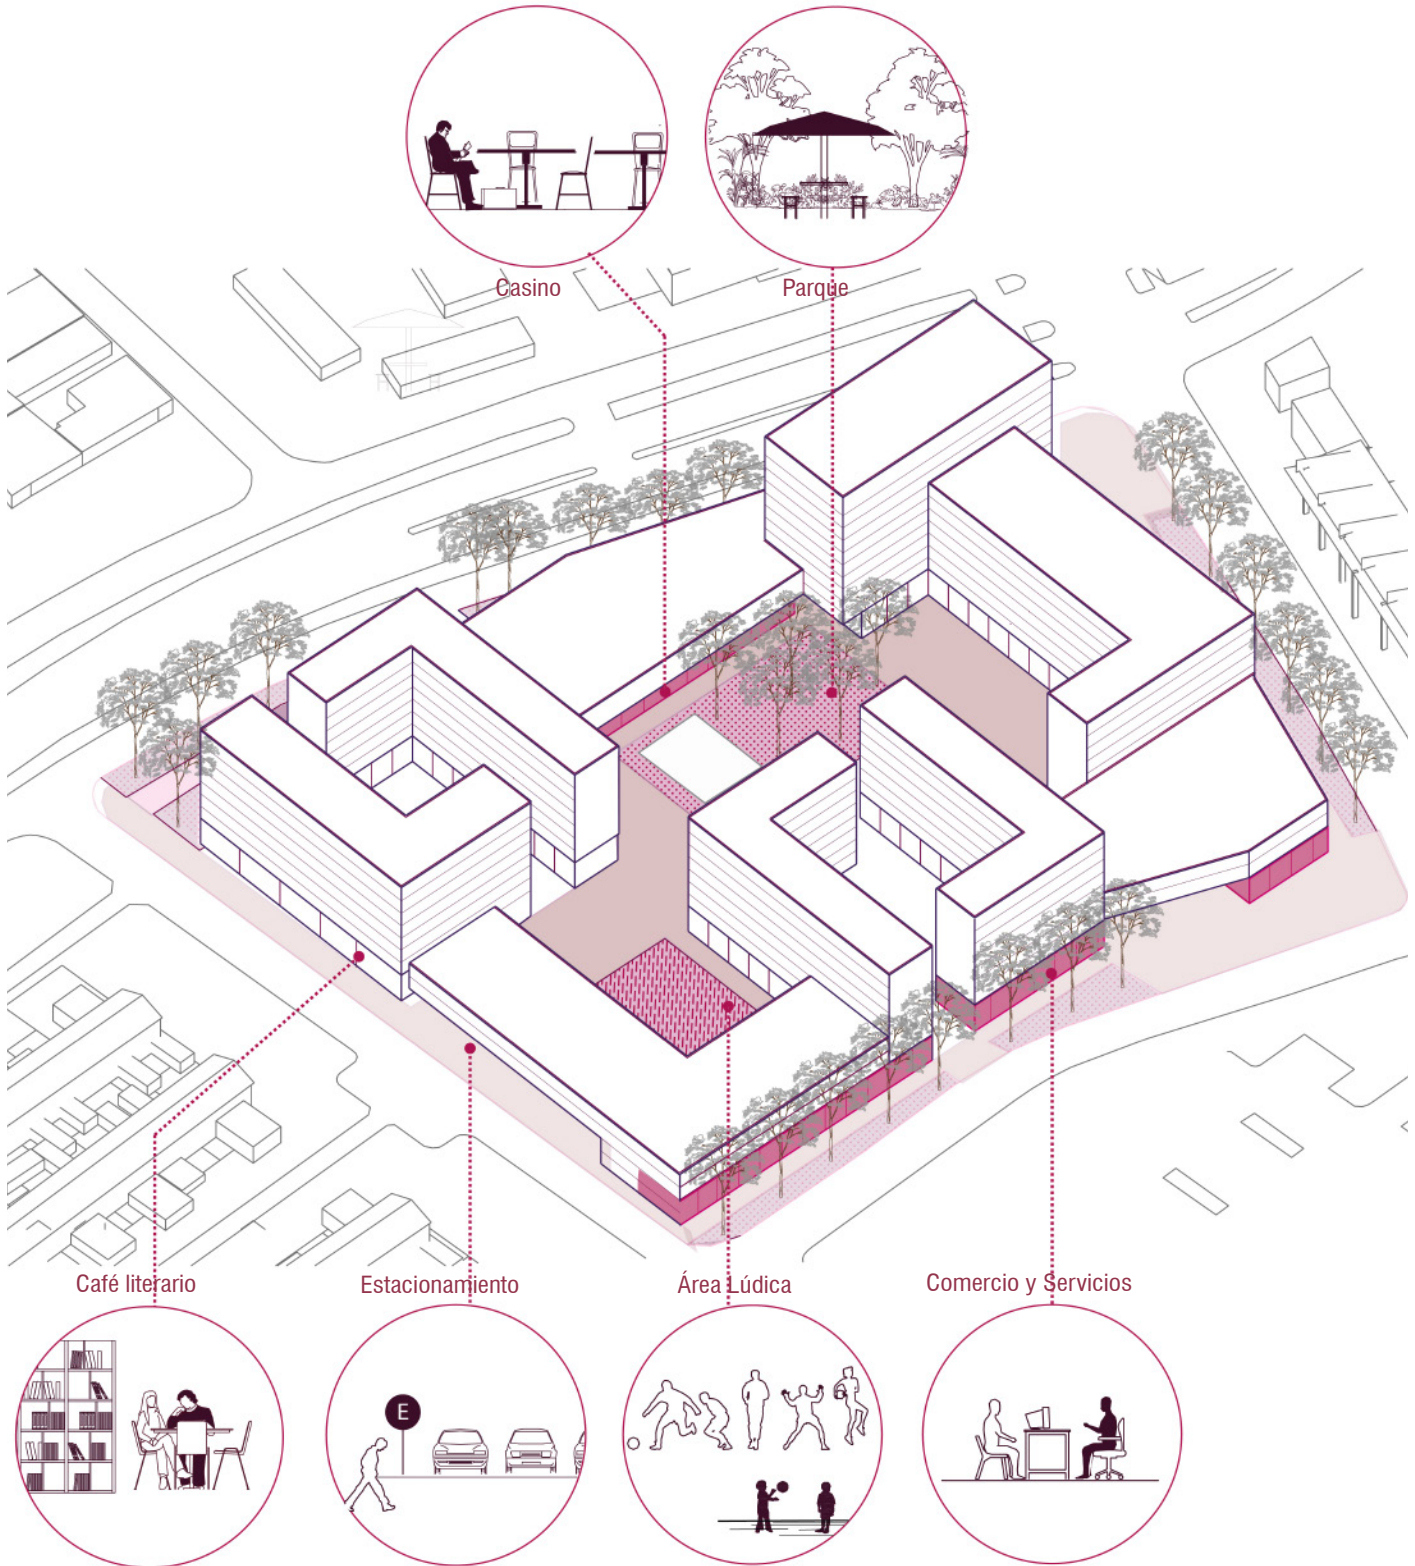 Casino
Parque
Café literario
Estacionamiento
Área Lúdica
Comercio y Servicios
E